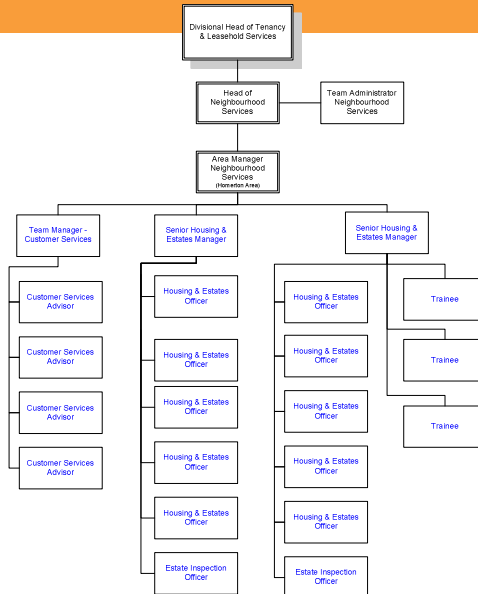 Divisional Head of Tenancy
& Leasehold Services
Head of
Neighbourhood
Services
Team Administrator
Neighbourhood
Services
Area Manager
Neighbourhood
Services
(Homerton Area)
Team Manager -
Customer Services
Senior Housing &
Estates Manager
Senior Housing &
Estates Manager
Customer Services
Advisor
Customer Services
Advisor
Customer Services
Advisor
Customer Services
Advisor
Housing & Estates
Officer
Housing & Estates
Officer
Housing & Estates
Officer
Housing & Estates
Officer
Housing & Estates
Officer
Estate Inspection
Officer
Housing & Estates
Officer
Housing & Estates
Officer
Housing & Estates
Officer
Housing & Estates
Officer
Housing & Estates
Officer
Estate Inspection
Officer
Trainee
Trainee
Trainee